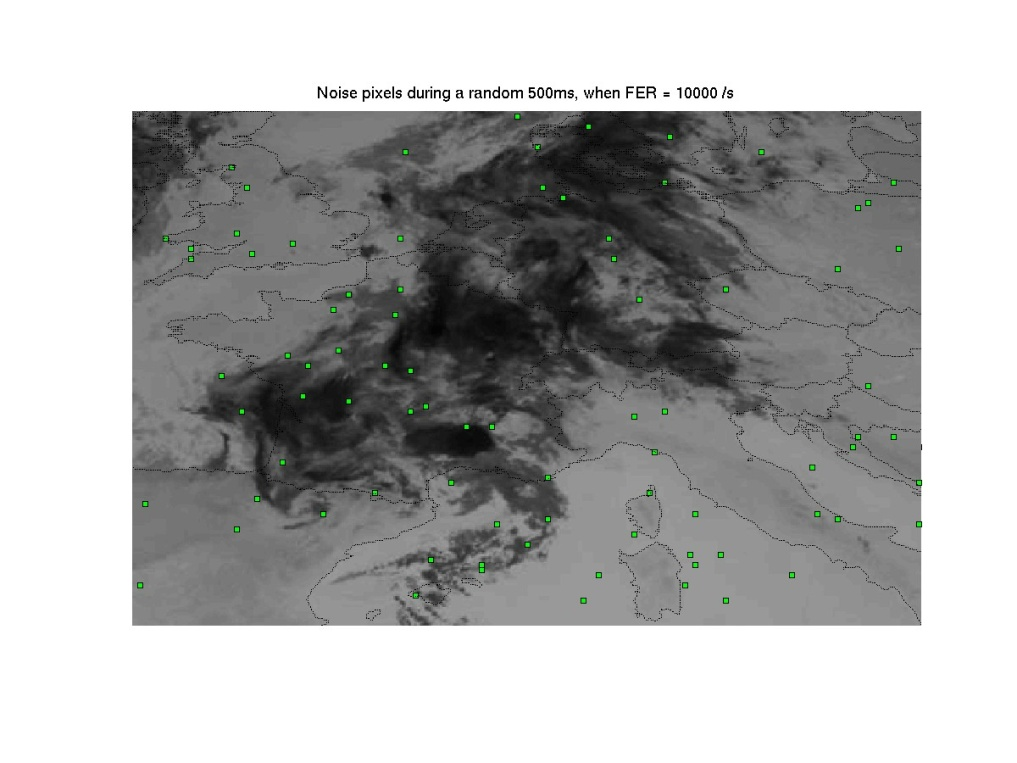 Noise pixels during a random 500ms, when FER = 10000 /s